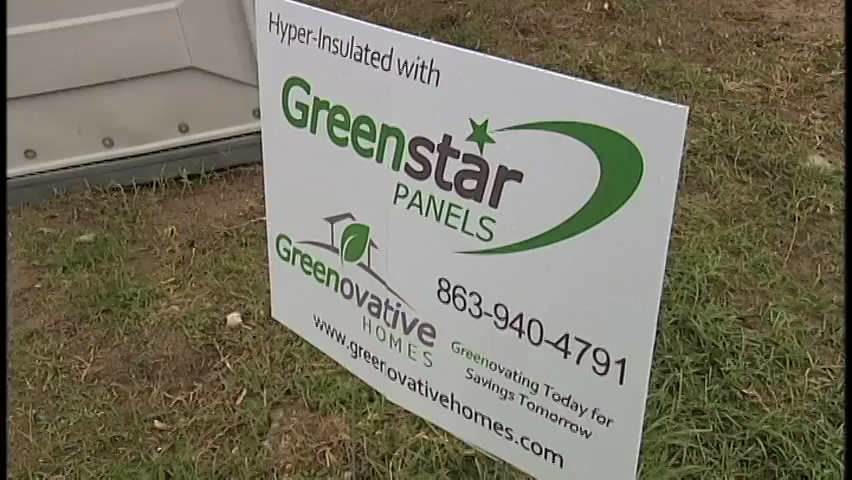 Hyper-Insulated with
Greenstar
PANELS
Greenovative
HOMES
863-940-4791
Greenovating Today for
Savings Tomorrow
www.greenovativehomes.com